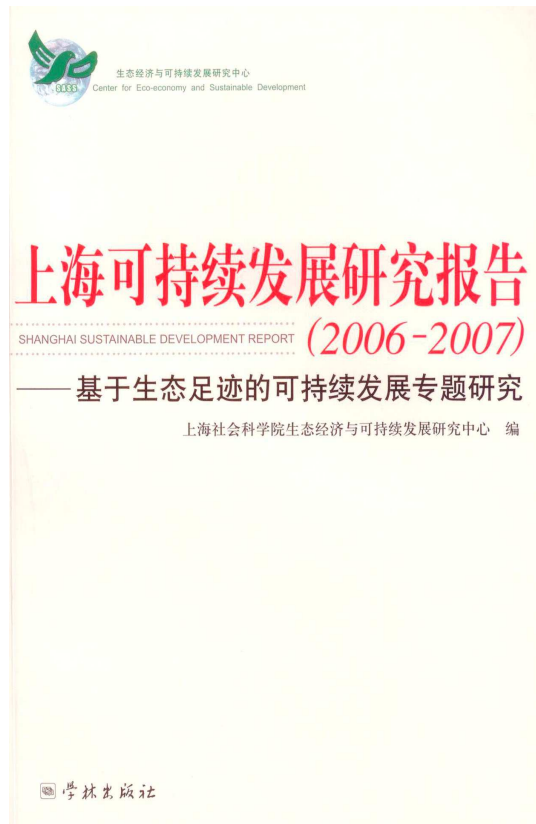 生态经济与可持续发展研究中心
SASS
Center for Eco-economy and Sustainable Development
上海可持续发展研究报告
SHANGHAI SUSTAINABLE DEVELOPMENT REPORT (2006-2007)
——基于生态足迹的可持续发展专题研究
上海社会科学院生态经济与可持续发展研究中心 编
学林出版社